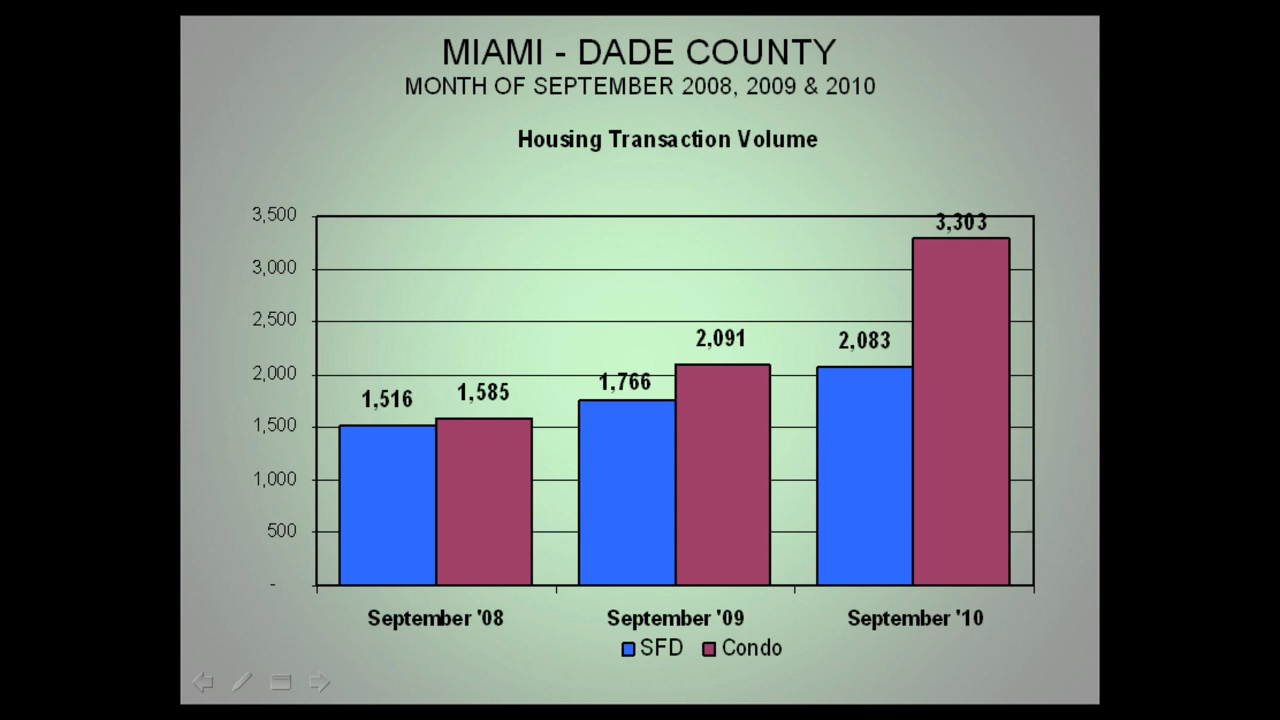 MIAMI - DADE COUNTY
MONTH OF SEPTEMBER 2008, 2009 & 2010
Housing Transaction Volume
3,500
3,000
2,500
2,000
1,500
1,000
500
-
1,516
1,585
1,766
2,091
2,083
3,303
September '08
September '09
September '10
SFD
Condo